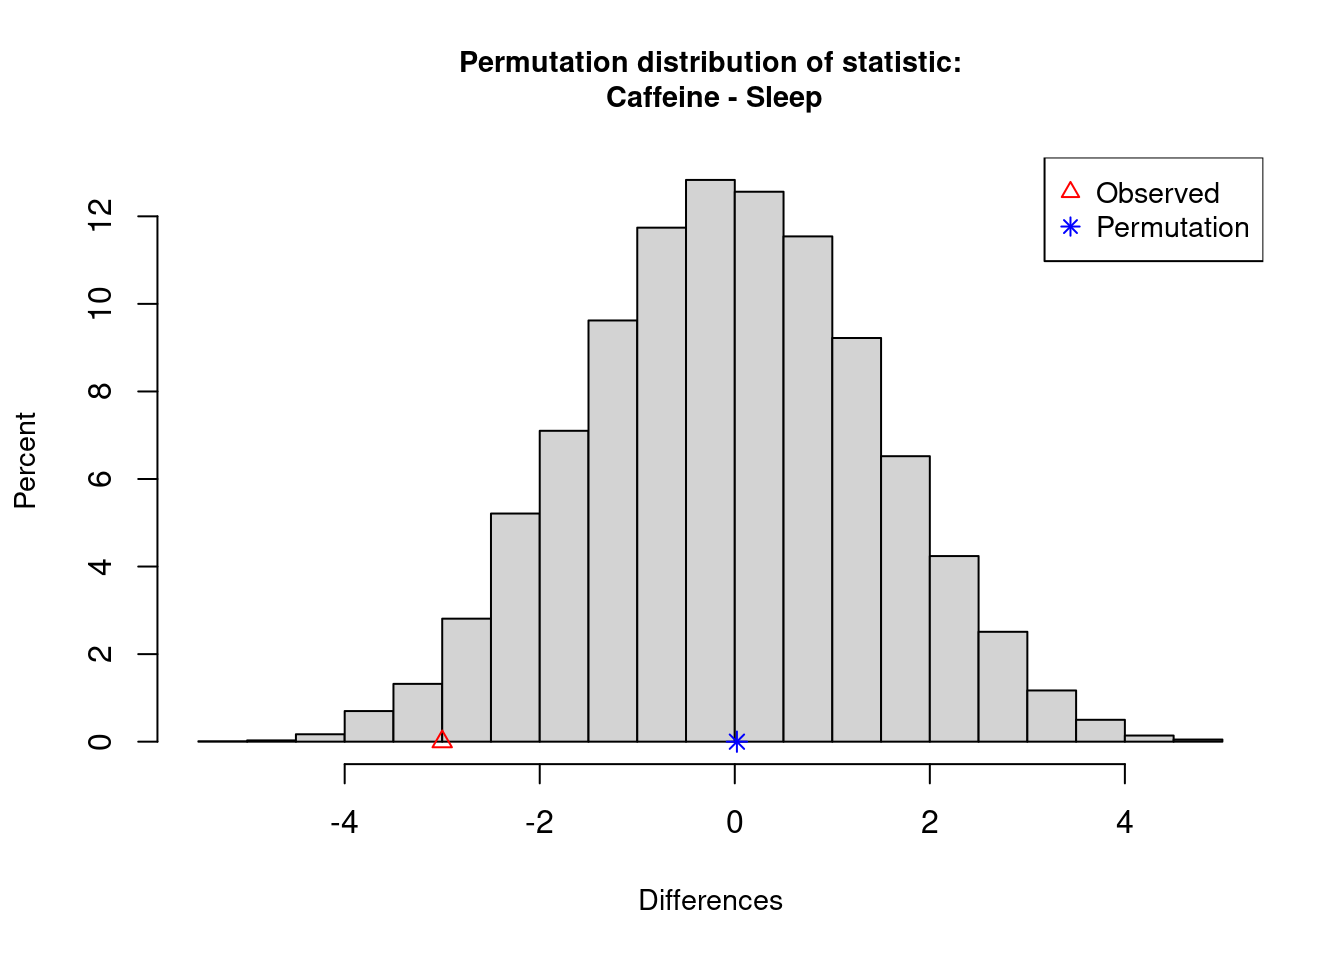 Permutation distribution of statistic:
Caffeine - Sleep
Observed
Permutation
12
10
8
6
4
2
0
Percent
-4 -2 0 2 4
Differences